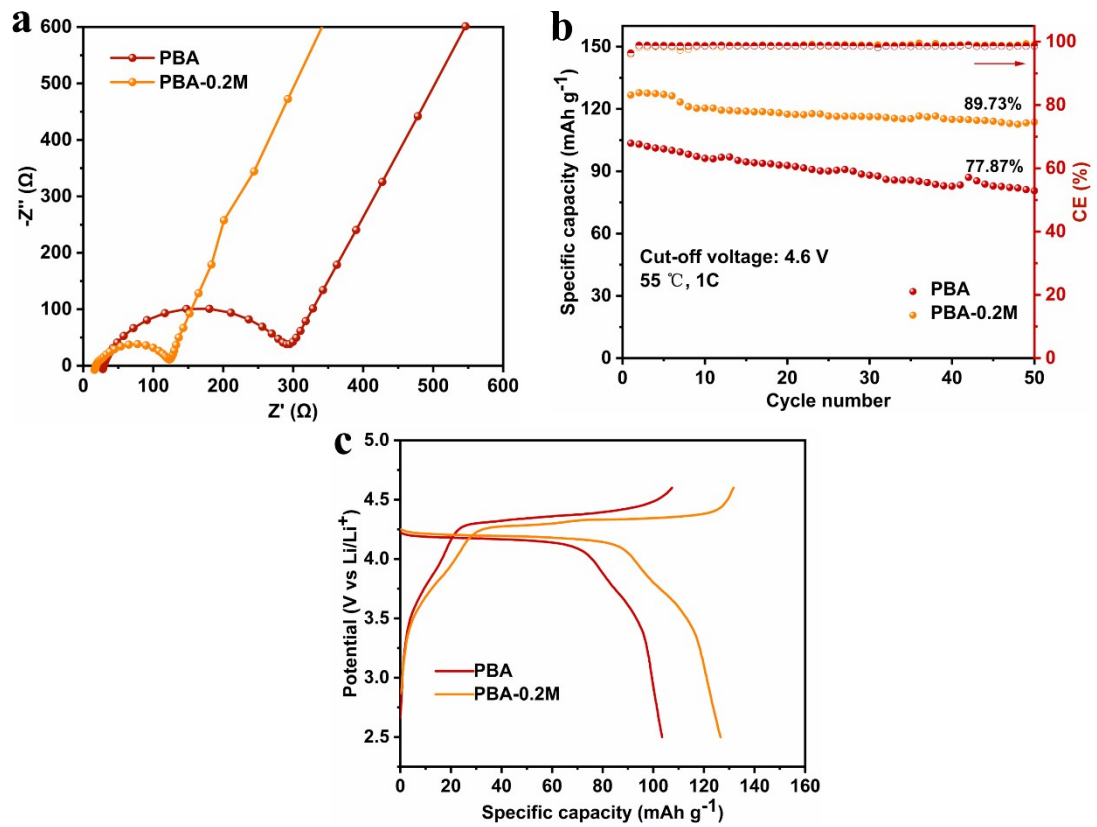 a
600
500
400
300
200
100
0
-Z'' (Ω)
PBA
PBA-0.2M
0 100 200 300 400 500 600
Z' (Ω)
b
150
120
90
60
30
0
Specific capacity (mAh g-1)
89.73%
77.87%
Cut-off voltage: 4.6 V
55 ℃, 1C
PBA
PBA-0.2M
100
80
60
40
20
0
CE (%)
0 10 20 30 40 50
Cycle number
c
5.0
4.5
4.0
3.5
3.0
2.5
Potential (V vs Li/Li+)
PBA
PBA-0.2M
0 20 40 60 80 100 120 140 160
Specific capacity (mAh g-1)